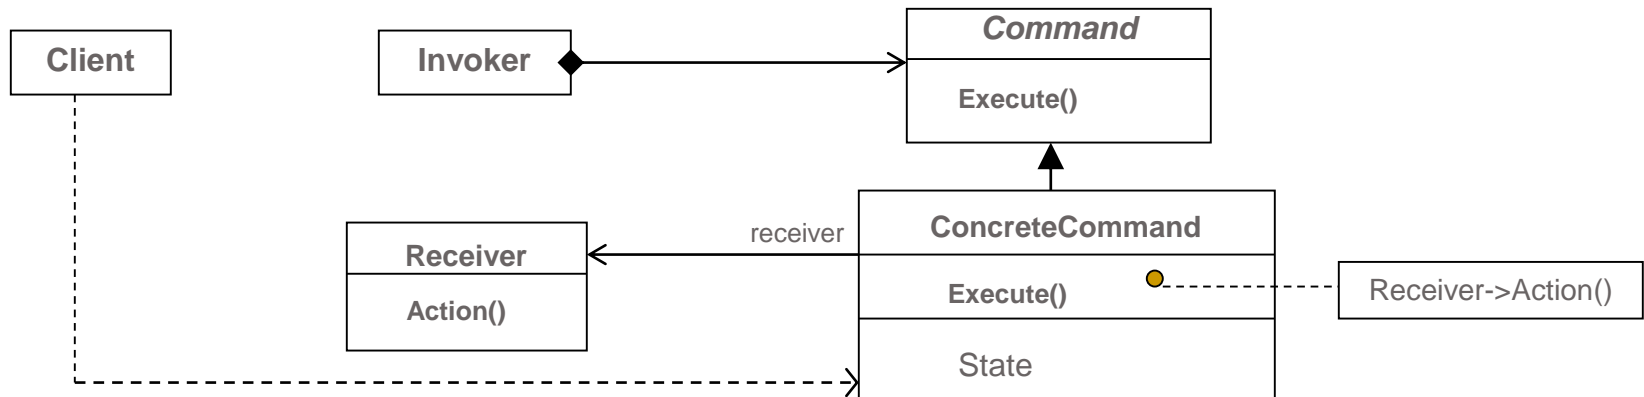 Command
Client
Invoker
Execute()
receiver
ConcreteCommand
Receiver
Execute()
Receiver->Action()
Action()
State